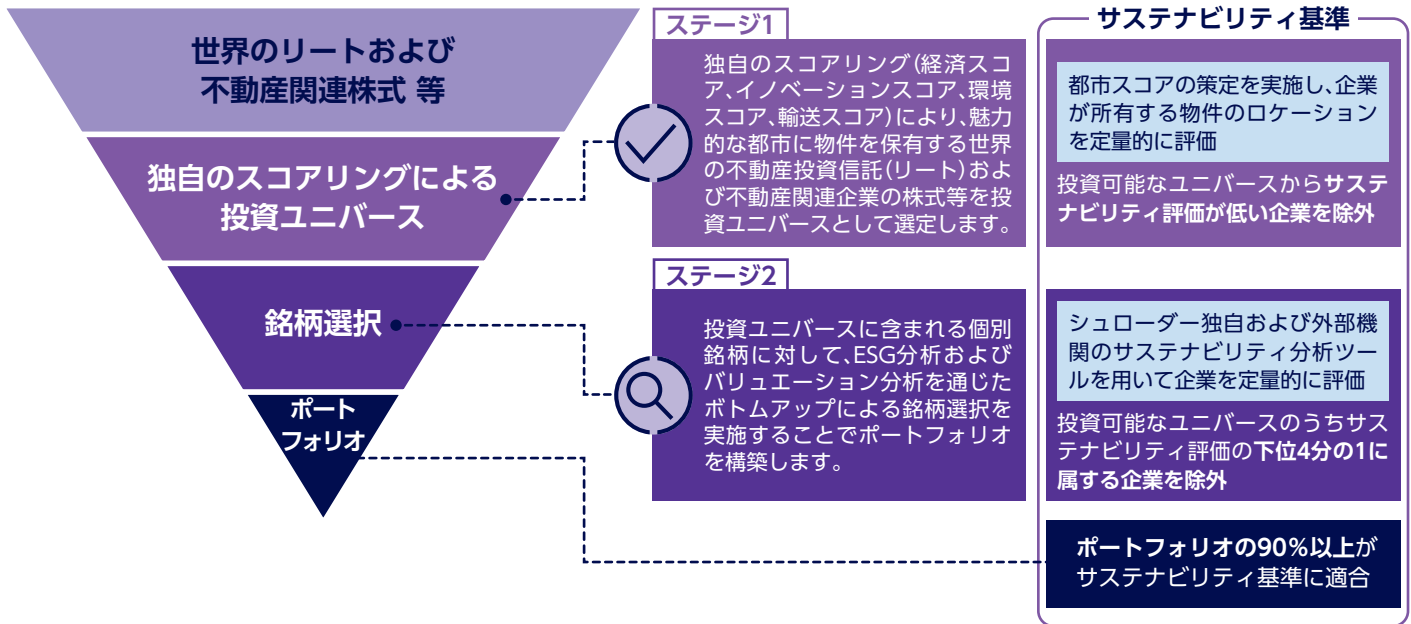 世界のリートおよび
不動産関連株式 等
独自のスコアリングによる
投資ユニバース
銘柄選択
ポート
フォリオ
ステージ1
独自のスコアリング(経済スコ
ア、イノベーションスコア、環境
スコア、輸送スコア)により、魅力
的な都市に物件を保有する世界
の不動産投資信託(リート)およ
び不動産関連企業の株式等を投
資ユニバースとして選定します。
ステージ2
投資ユニバースに含まれる個別
銘柄に対して、ESG分析および
バリュエーション分析を通じた
ボトムアップによる銘柄選択を
実施することでポートフォリオ
を構築します。
サステナビリティ基準
都市スコアの策定を実施し、企業
が所有する物件のロケーション
を定量的に評価
投資可能なユニバースからサステ
ナビリティ評価が低い企業を除外
シュローダー独自および外部機
関のサステナビリティ分析ツー
ルを用いて企業を定量的に評価
投資可能なユニバースのうちサス
テナビリティ評価の下位4分の1に
属する企業を除外
ポートフォリオの90%以上が
サステナビリティ基準に適合